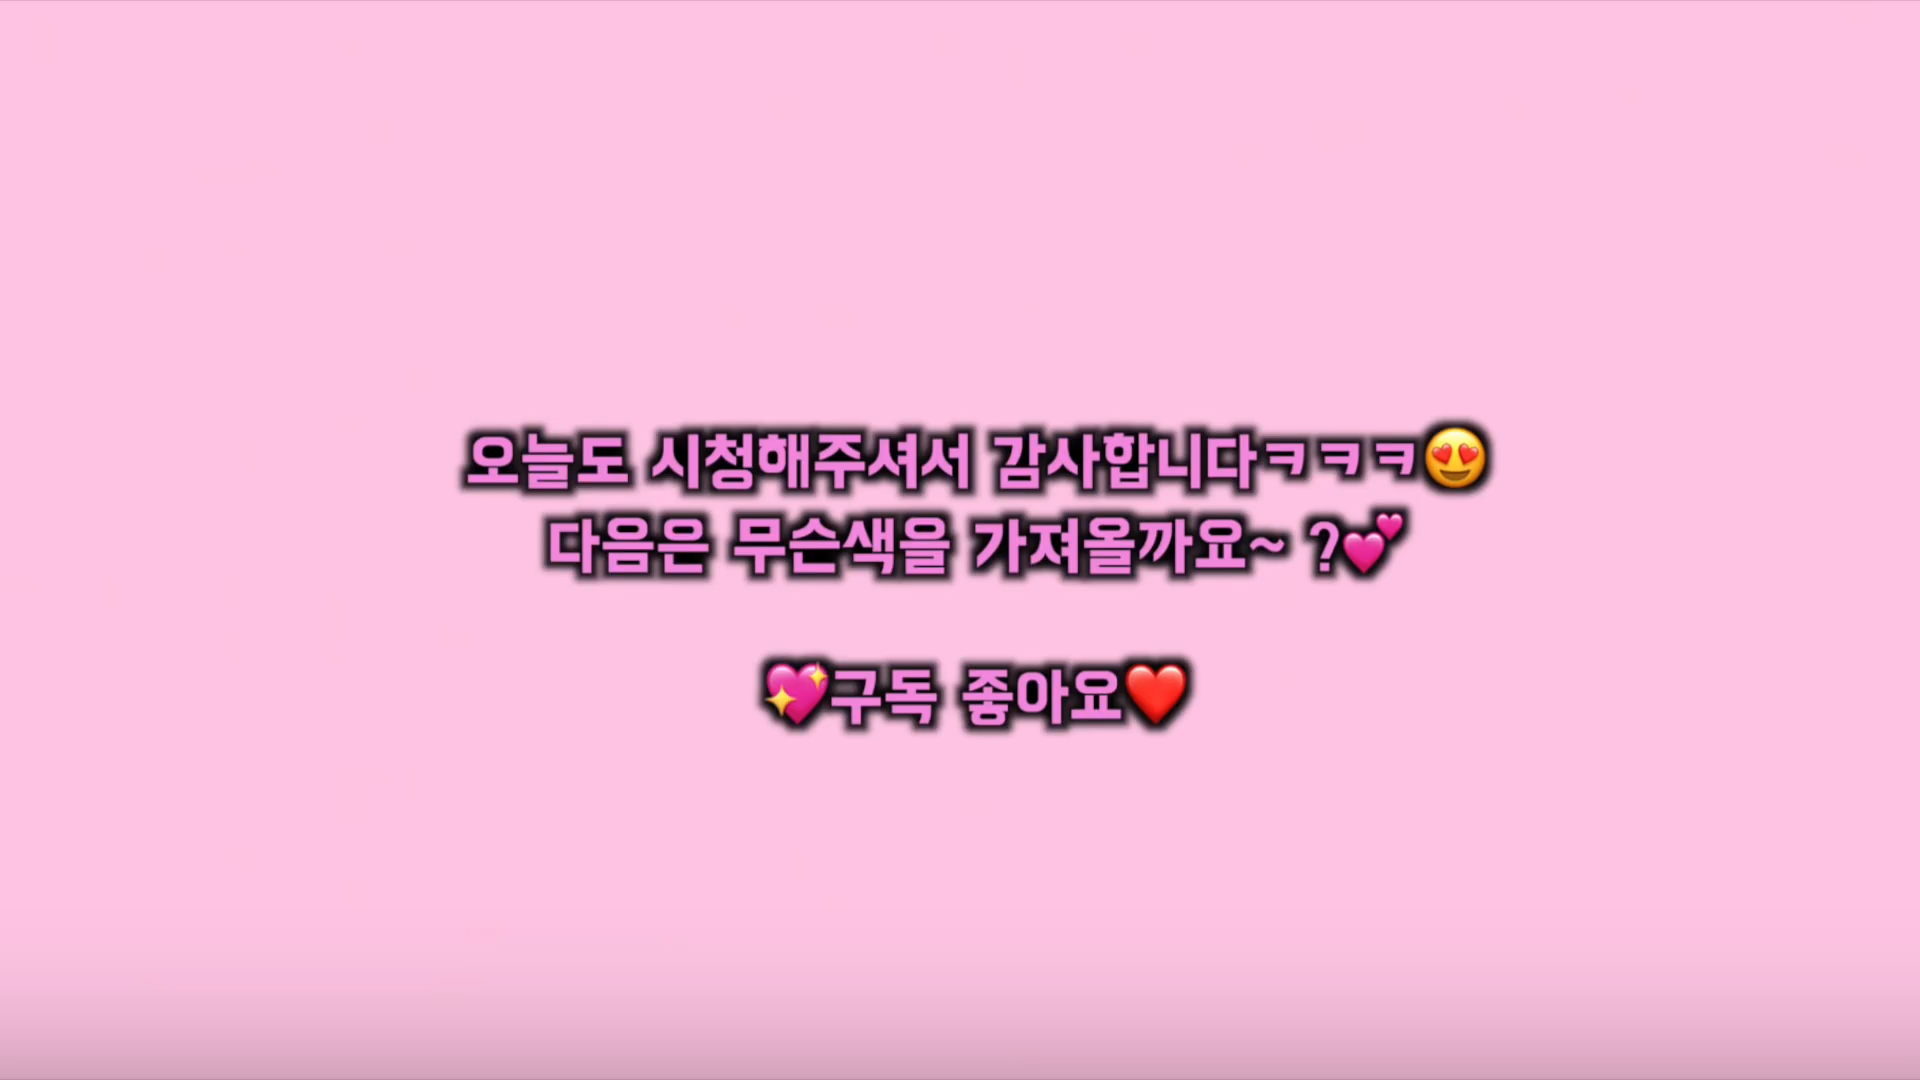 오늘도 시청해주셔서 감사합니다ㅋㅋㅋ😍
다음은 무슨색을 가져올까요~ ?💕
💖구독 좋아요❤️